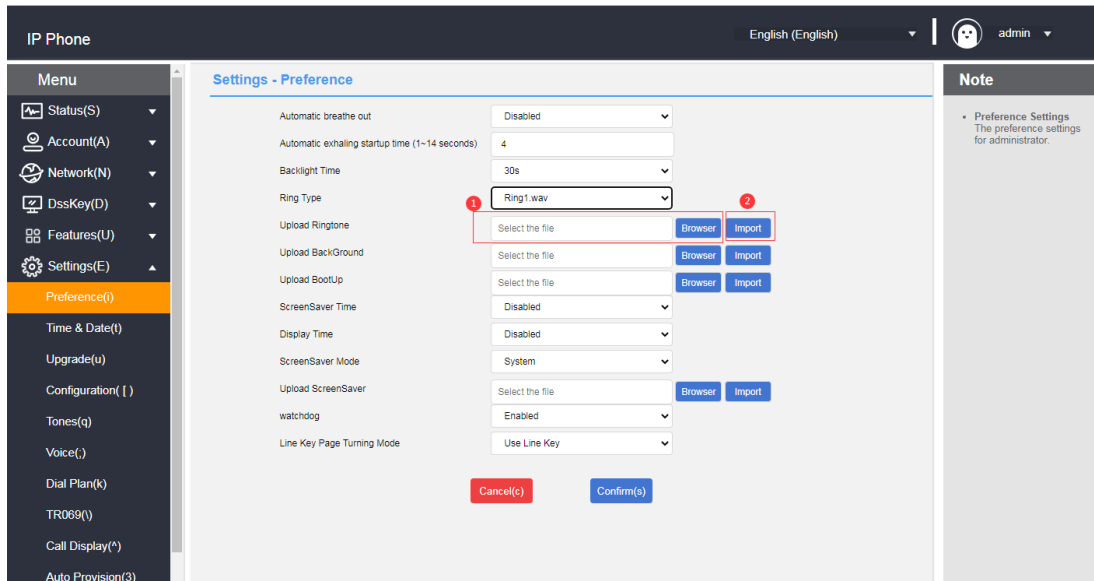 IP Phone
English (English)
admin
Menu
Status(S)
Account(A)
Network(N)
DssKey(D)
Features(U)
Settings(E)
Preference(i)
Time & Date(t)
Upgrade(u)
Configuration( [ )
Tones(q)
Voice(;)
Dial Plan(k)
TR069(\)
Call Display(^)
Auto Provision(3)
Settings - Preference
Automatic breathe out Disabled
Automatic exhaling startup time (1~14 seconds) 4
Backlight Time 30s
Ring Type Ring1.wav
1 2
Upload Ringtone Select the file Browser Import
Upload BackGround Select the file Browser Import
Upload BootUp Select the file Browser Import
ScreenSaver Time Disabled
Display Time Disabled
ScreenSaver Mode System
Upload ScreenSaver Select the file Browser Import
watchdog Enabled
Line Key Page Turning Mode Use Line Key
Cancel(c) Confirm(s)
Note
Preference Settings
The preference settings
for administrator.